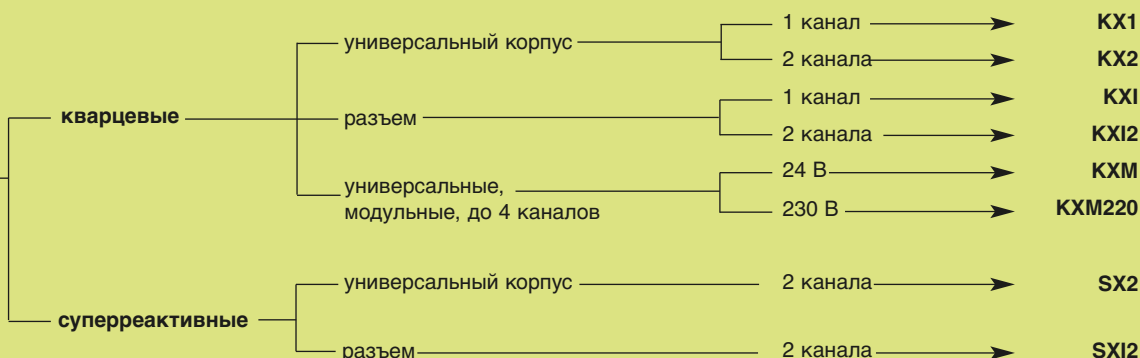 1 канал KX1
универсальный корпус
2 канала KX2
кварцевые
1 канал KXI
разъем
2 канала KXI2
24 В KXM
универсальные,
модульные, до 4 каналов
230 В KXM220
универсальный корпус 2 канала SX2
суперреактивные
разъем 2 канала SXI2